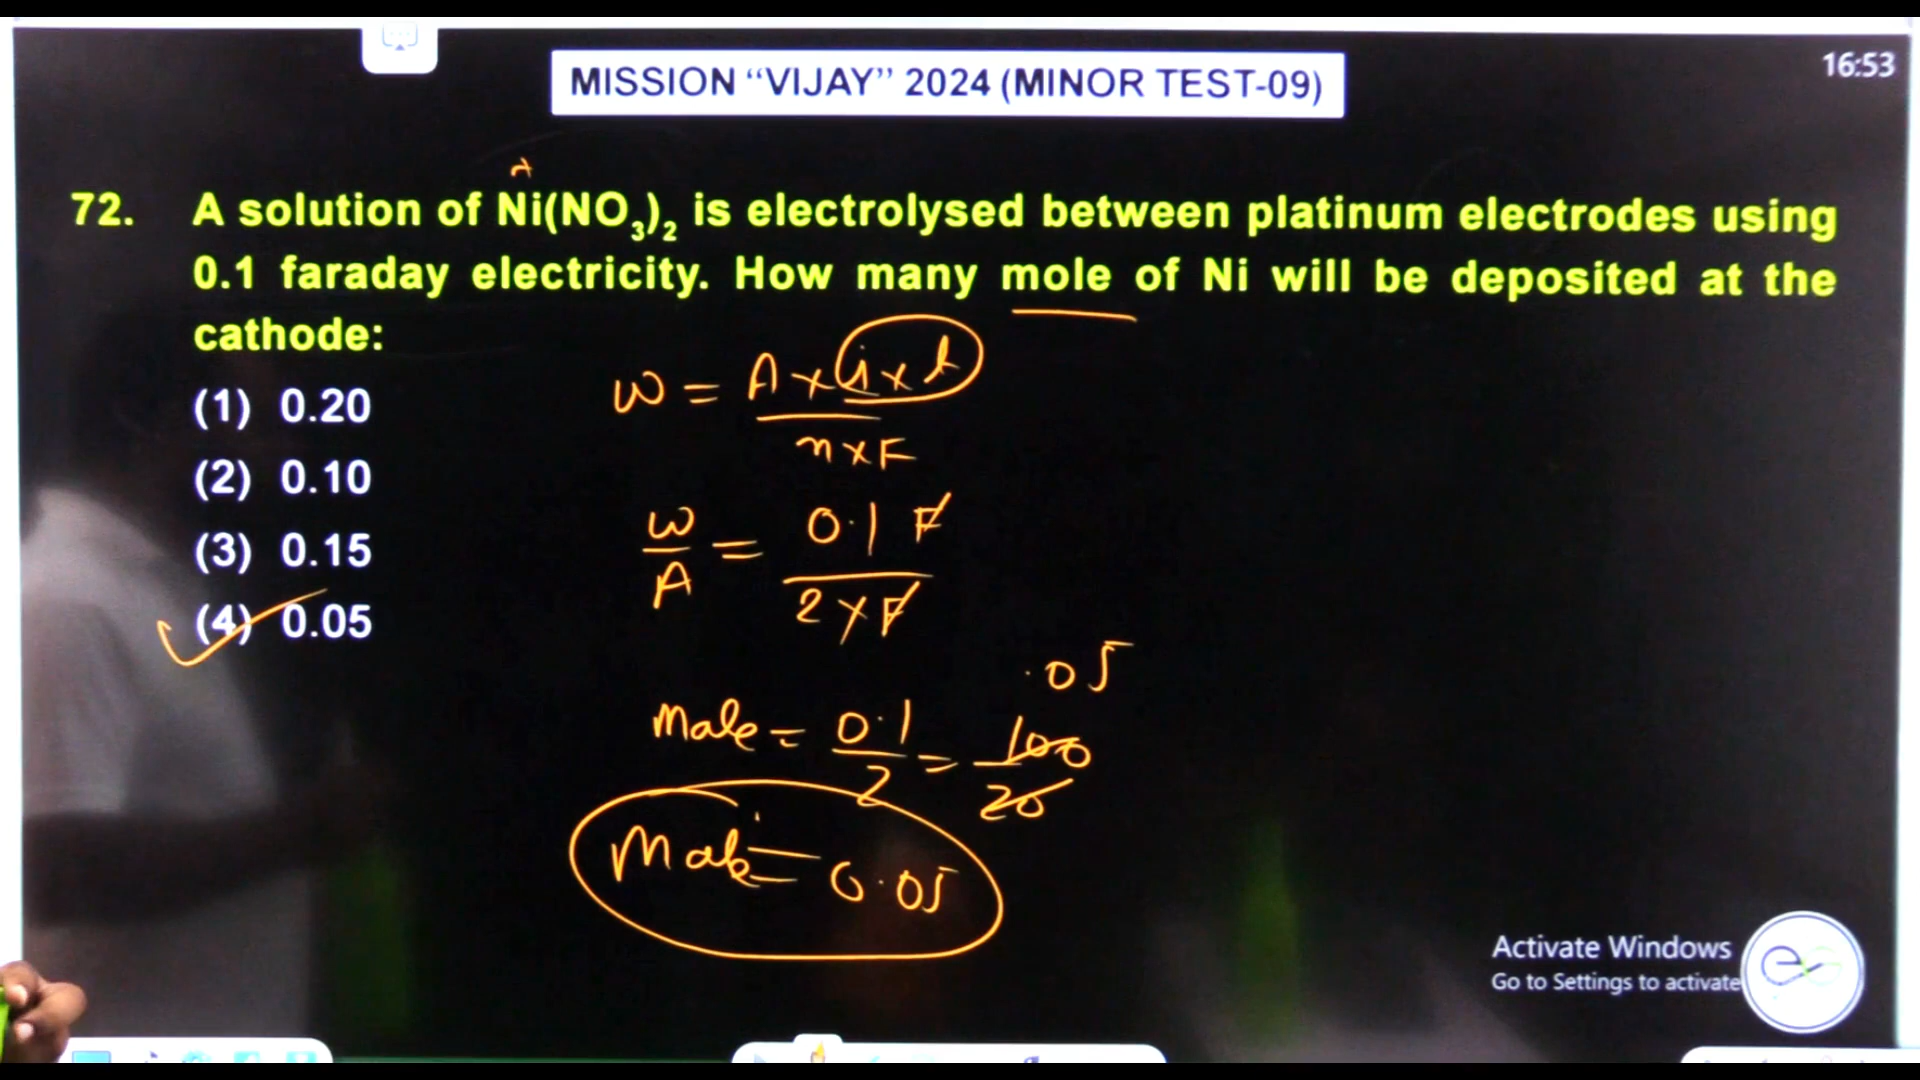 16:53
MISSION “VIJAY” 2024 (MINOR TEST-09)
72. A solution of Ni(NO₃)₂ is electrolysed between platinum electrodes using
0.1 faraday electricity. How many mole of Ni will be deposited at the
cathode:
(1) 0.20
(2) 0.10
(3) 0.15
(4) 0.05
w = A × i × t
n × F
w/A = 0.1 F / 2 × F
.05
mole = 0.1/2 = 100/20
Mole = 0.05
Activate Windows
Go to Settings to activate